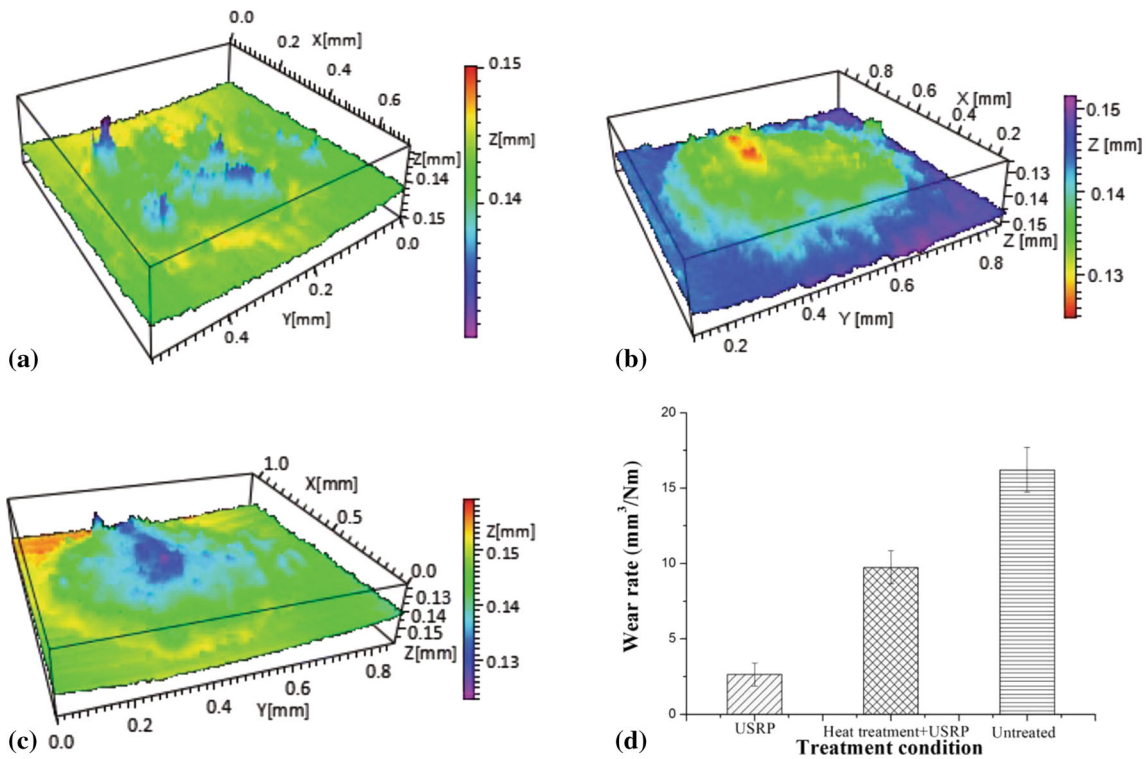 0.0
X[mm]
0.2
0.4
0.6
Z[mm]
0.14
0.15
0.0
0.2
Y[mm]
0.4
0.15
Z[mm]
0.14
(a)
0.8
0.6
X [mm]
0.4
0.2
0.13
0.14
0.15
Z [mm]
0.8
0.6
Y [mm]
0.4
0.2
0.15
Z [mm]
0.14
0.13
(b)
1.0
X[mm]
0.5
0.0
0.13
0.14
0.15
Z[mm]
0.8
0.6
0.4
Y[mm]
0.2
0.0
Z[mm]
0.15
0.14
0.13
(c)
20
15
10
5
0
Wear rate (mm³/Nm)
USRP
Heat treatment+USRP
Untreated
Treatment condition
(d)